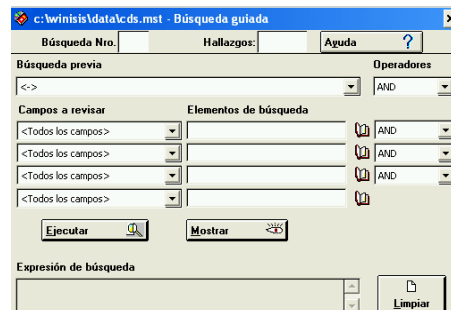 c:\winisis\data\cds.mst - Búsqueda guiada
Búsqueda Nro. Hallazgos: Ayuda ?
Búsqueda previa Operadores
<-> AND
Campos a revisar Elementos de búsqueda
<Todos los campos> AND
<Todos los campos> AND
<Todos los campos> AND
<Todos los campos>
Ejecutar Mostrar
Expresión de búsqueda
Limpiar